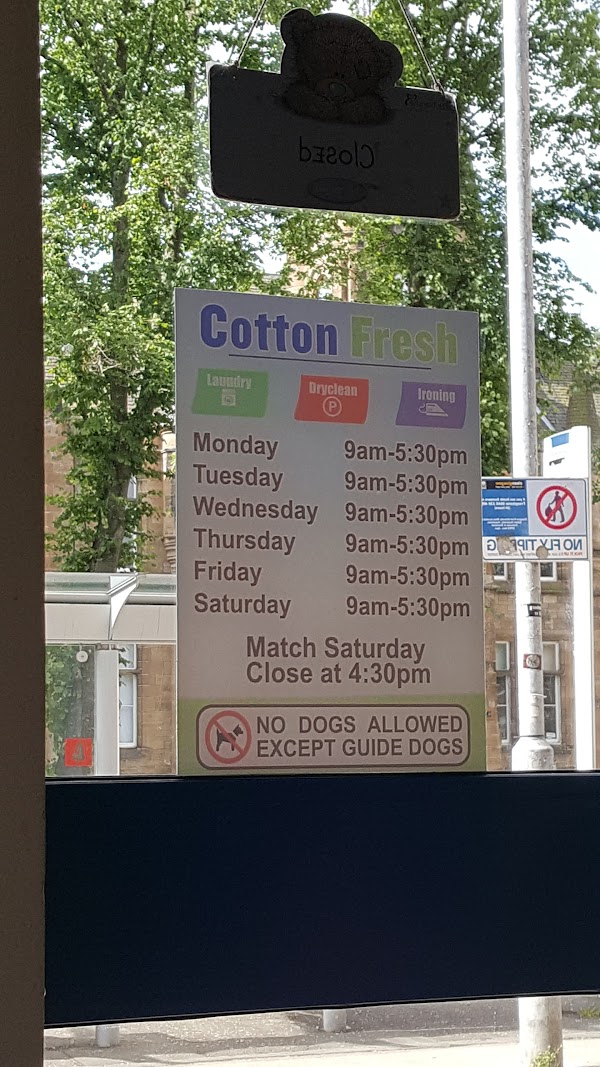 Closed
Cotton Fresh
Laundry
Dryclean
P
Ironing
Monday 9am-5:30pm
Tuesday 9am-5:30pm
Wednesday 9am-5:30pm
Thursday 9am-5:30pm
Friday 9am-5:30pm
Saturday 9am-5:30pm
Match Saturday
Close at 4:30pm
NO DOGS ALLOWED
EXCEPT GUIDE DOGS
NO FLY TIPPING